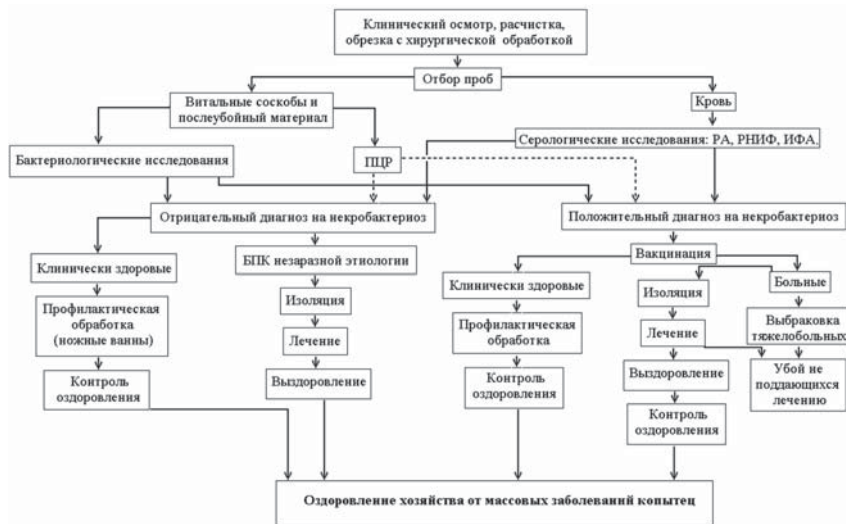 Клинический осмотр, расчистка,
обрезка с хирургической обработкой
Отбор проб
Витальные соскобы и
послеубойный материал
Кровь
Бактериологические исследования
ПЦР
Серологические исследования: РА, РНИФ, ИФА.
Отрицательный диагноз на некробактериоз
Положительный диагноз на некробактериоз
Клинически здоровые
БПК незаразной этиологии
Вакцинация
Клинически здоровые
Изоляция
Больные
Профилактическая
обработка
(ножные ванны)
Изоляция
Профилактическая
обработка
Лечение
Выбраковка
тяжелобольных
Лечение
Контроль
оздоровления
Выздоровление
Контроль
оздоровления
Выздоровление
Убой не
поддающихся
лечению
Контроль
оздоровления
Оздоровление хозяйства от массовых заболеваний копытец